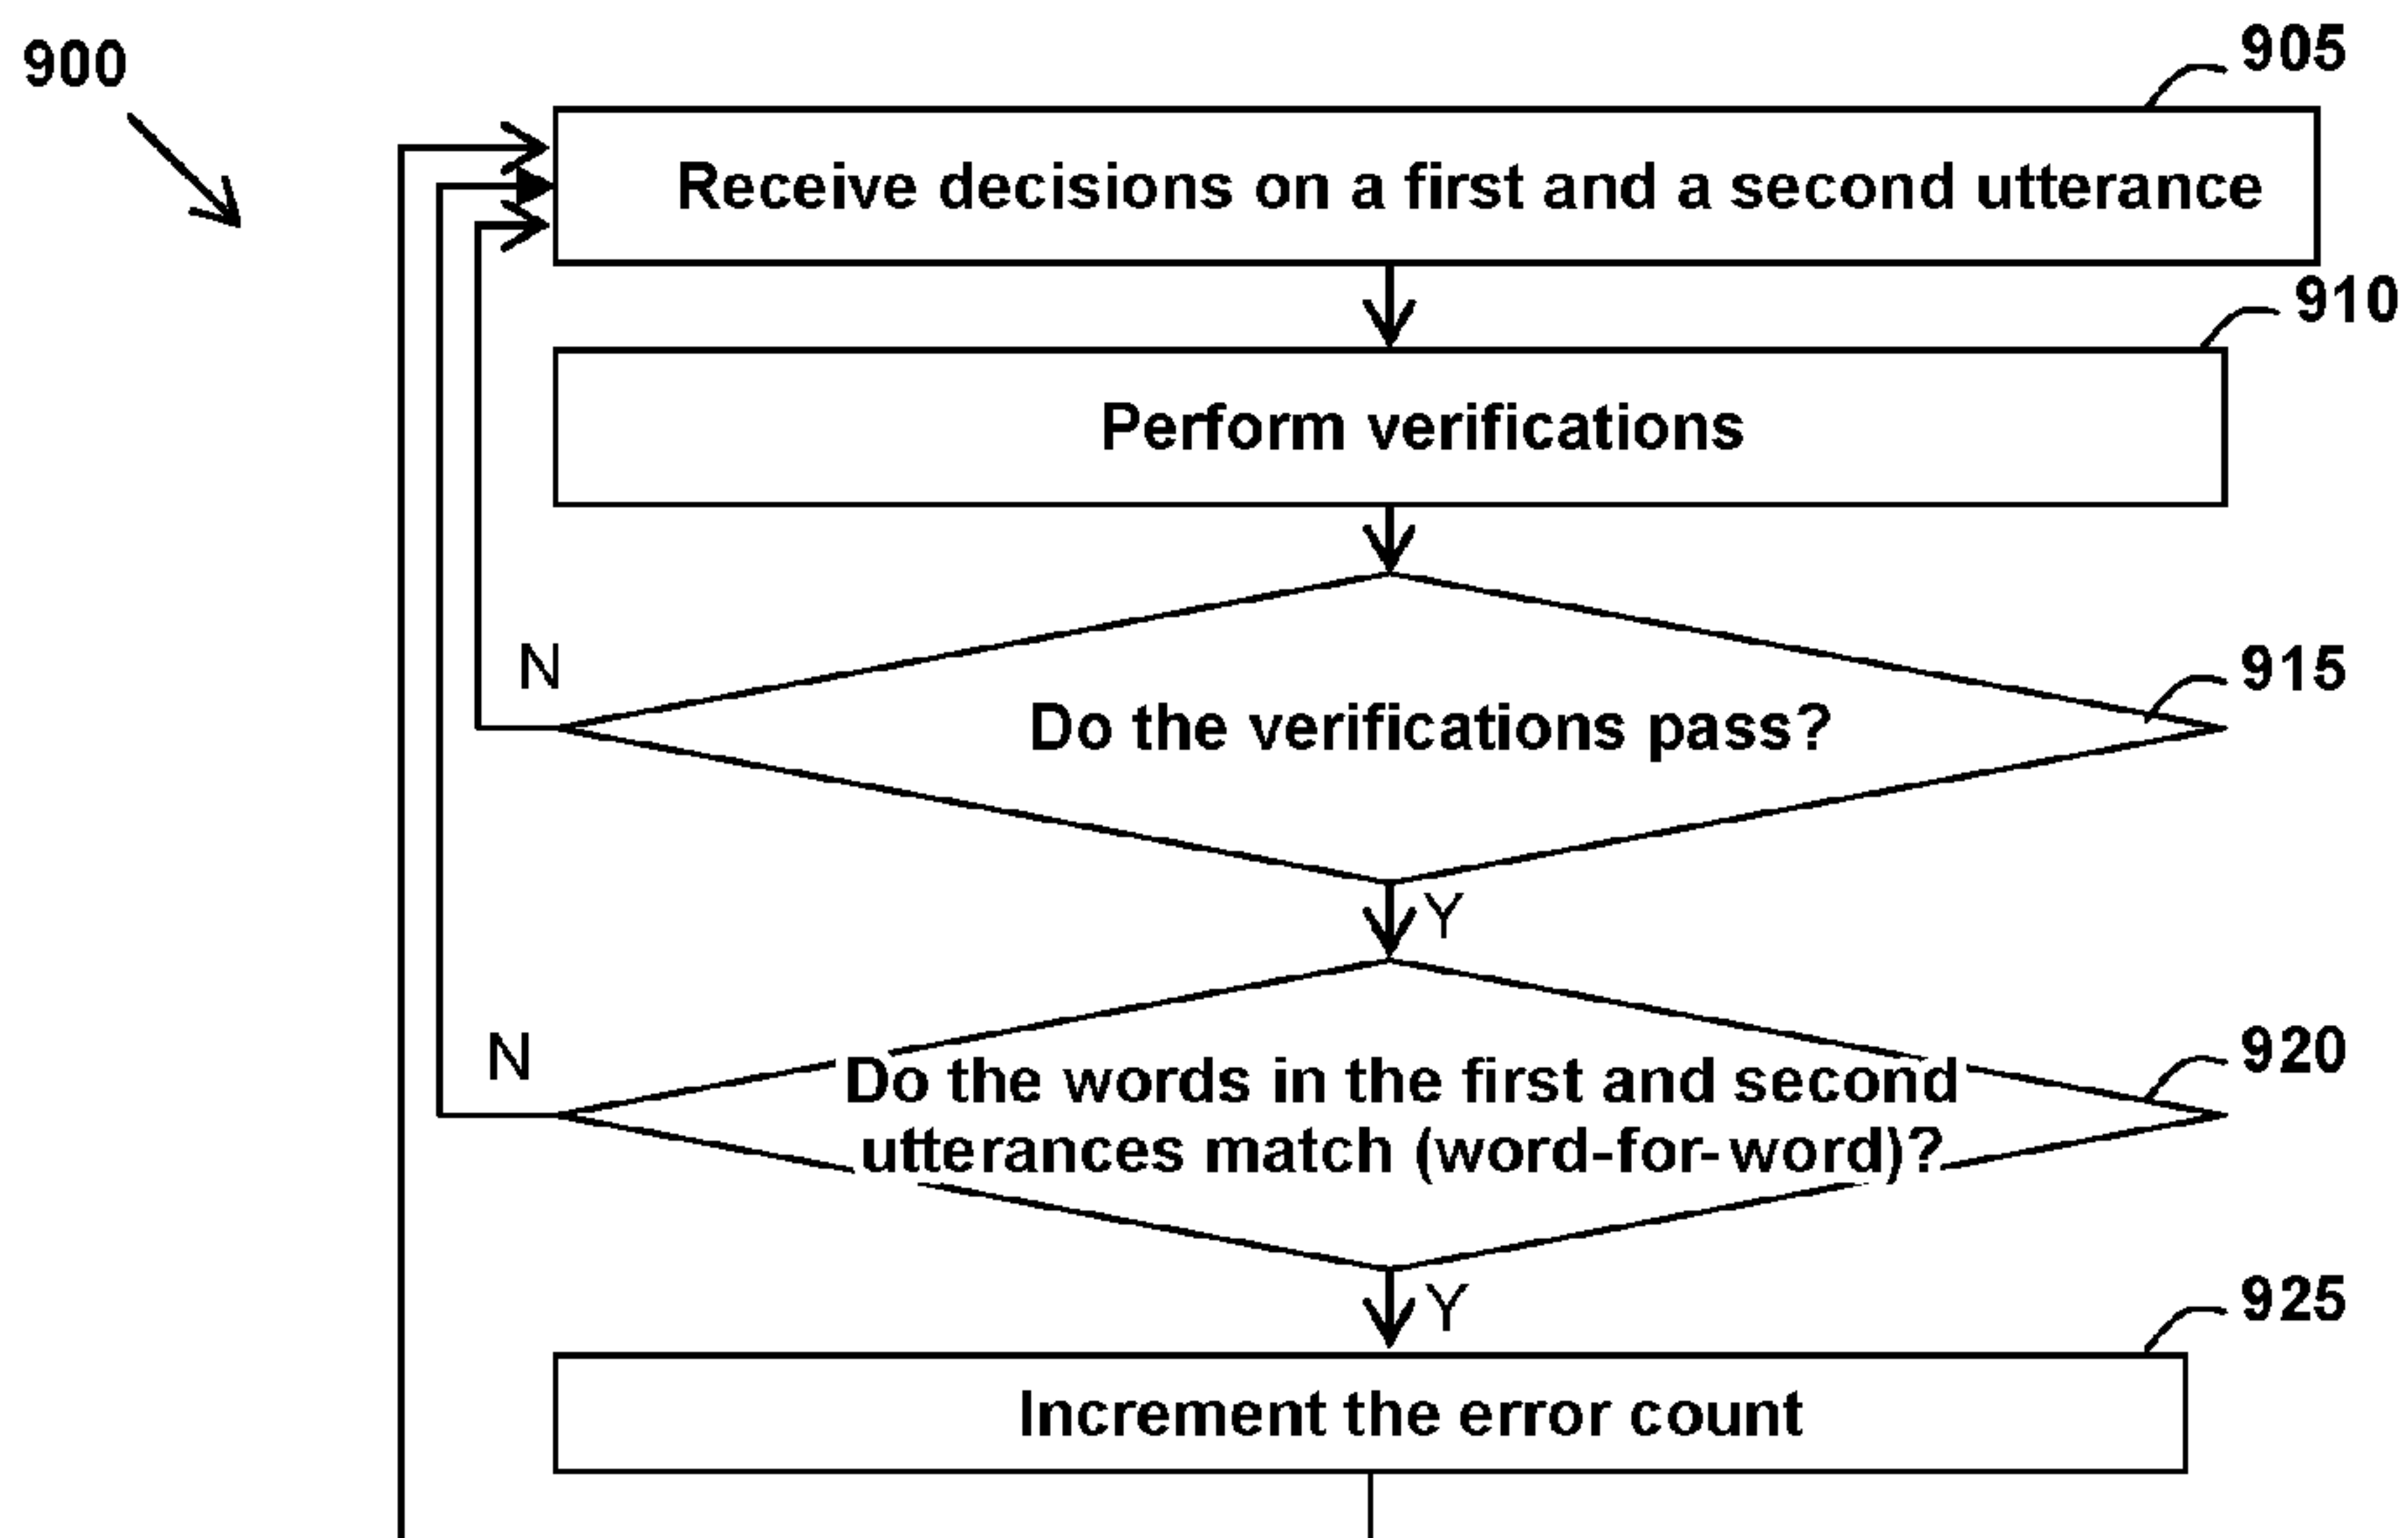 900
905
Receive decisions on a first and a second utterance
910
Perform verifications
915
N
Do the verifications pass?
Y
920
N
Do the words in the first and second
utterances match (word-for-word)?
Y
925
Increment the error count